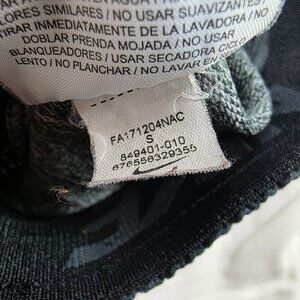 LORES SIMILARES / NO USAR SUAVIZANTES
TIRAR INMEDIATAMENTE DE LA LAVADORA / NO
DOBLAR PRENDA MOJADA / NO USAR
BLANQUEADORES / USAR SECADORA CICLO
LENTO / NO PLANCHAR / NO LAVAR EN
FA171204NAC
S
849401-010
676556329355